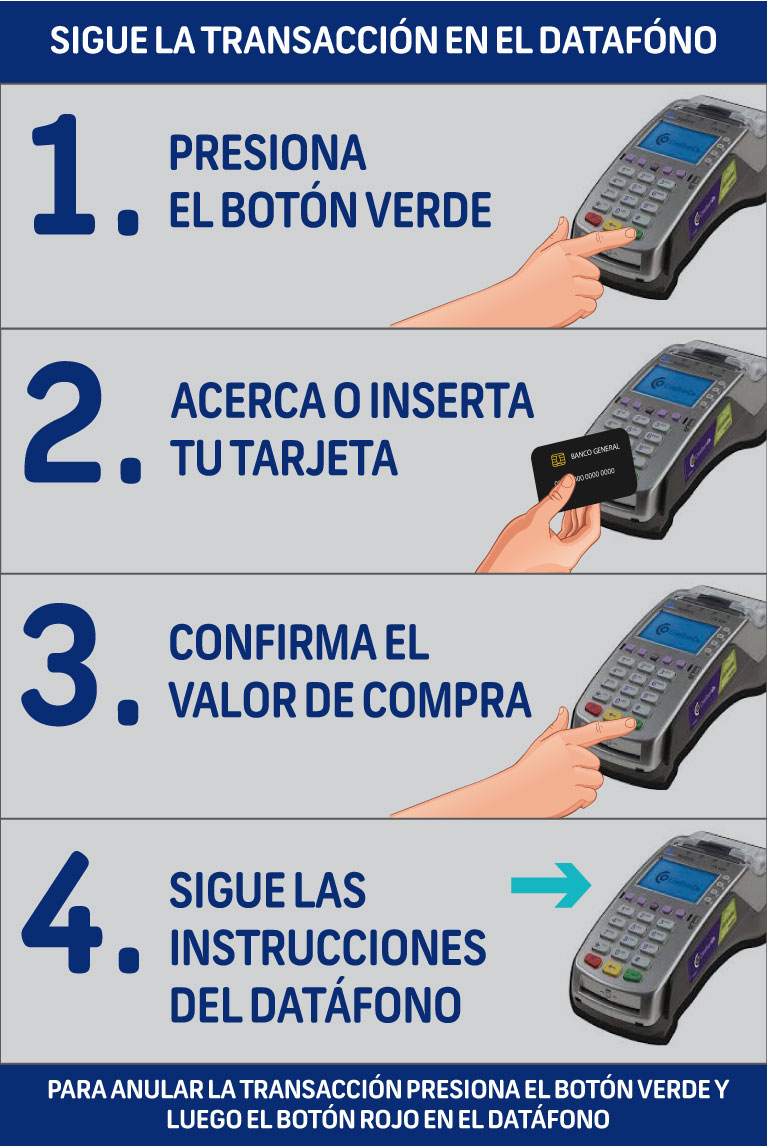 SIGUE LA TRANSACCIÓN EN EL DATAFÓNO
1.
PRESIONA
EL BOTÓN VERDE
2.
ACERCA O INSERTA
TU TARJETA
BANCO GENERAL
0000 0000
3.
CONFIRMA EL
VALOR DE COMPRA
4.
SIGUE LAS
INSTRUCCIONES
DEL DATÁFONO
PARA ANULAR LA TRANSACCIÓN PRESIONA EL BOTÓN VERDE Y
LUEGO EL BOTÓN ROJO EN EL DATÁFONO